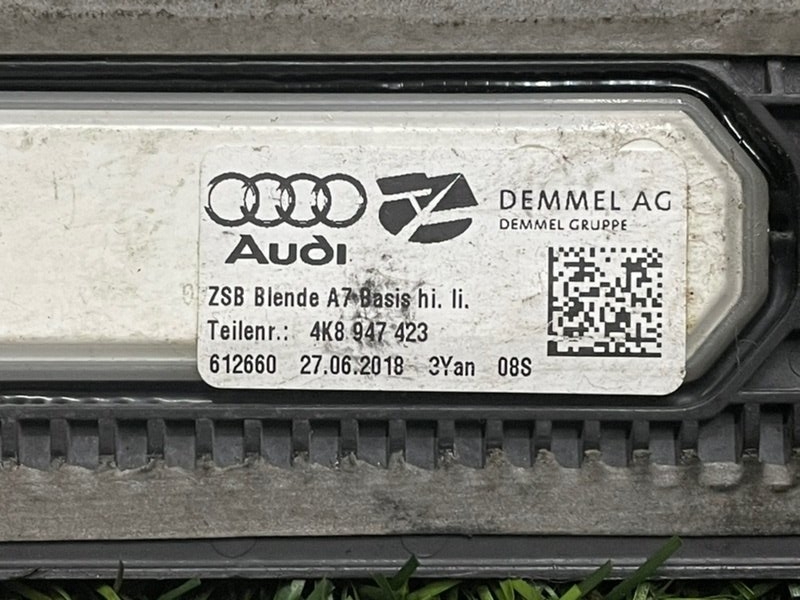 Audi
DEMMEL AG
DEMMEL GRUPPE
ZSB Blende A7 Basis hi. li.
Teilenr.: 4K8 947 423
612660 27.06.2018 3Yan 08S